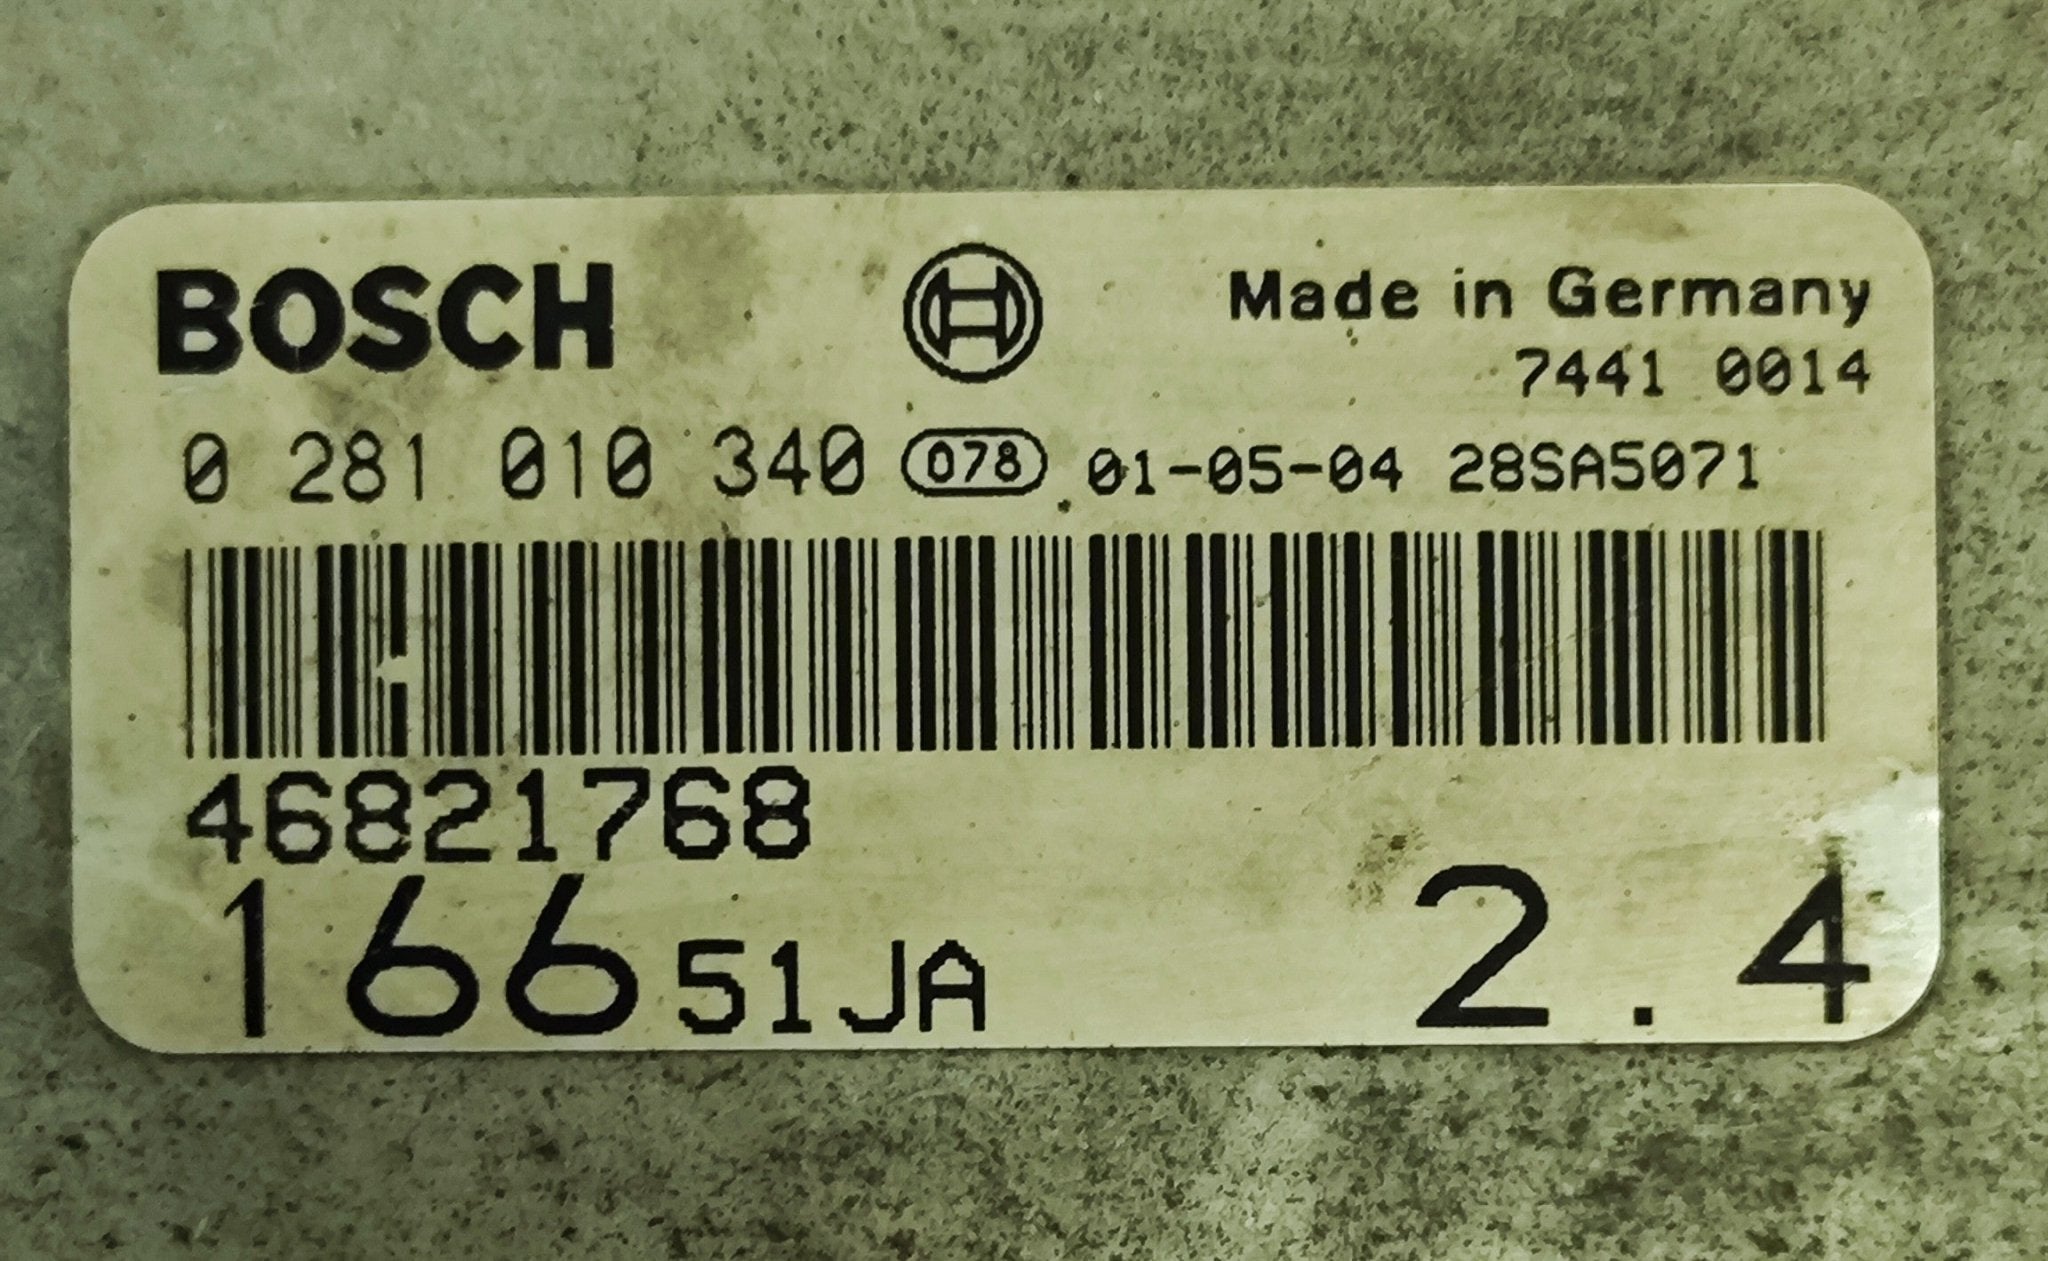 BOSCH
Made in Germany
7441 0014
0 281 010 340 078 01-05-04 28SA5071
46821768
166 51JA 2.4